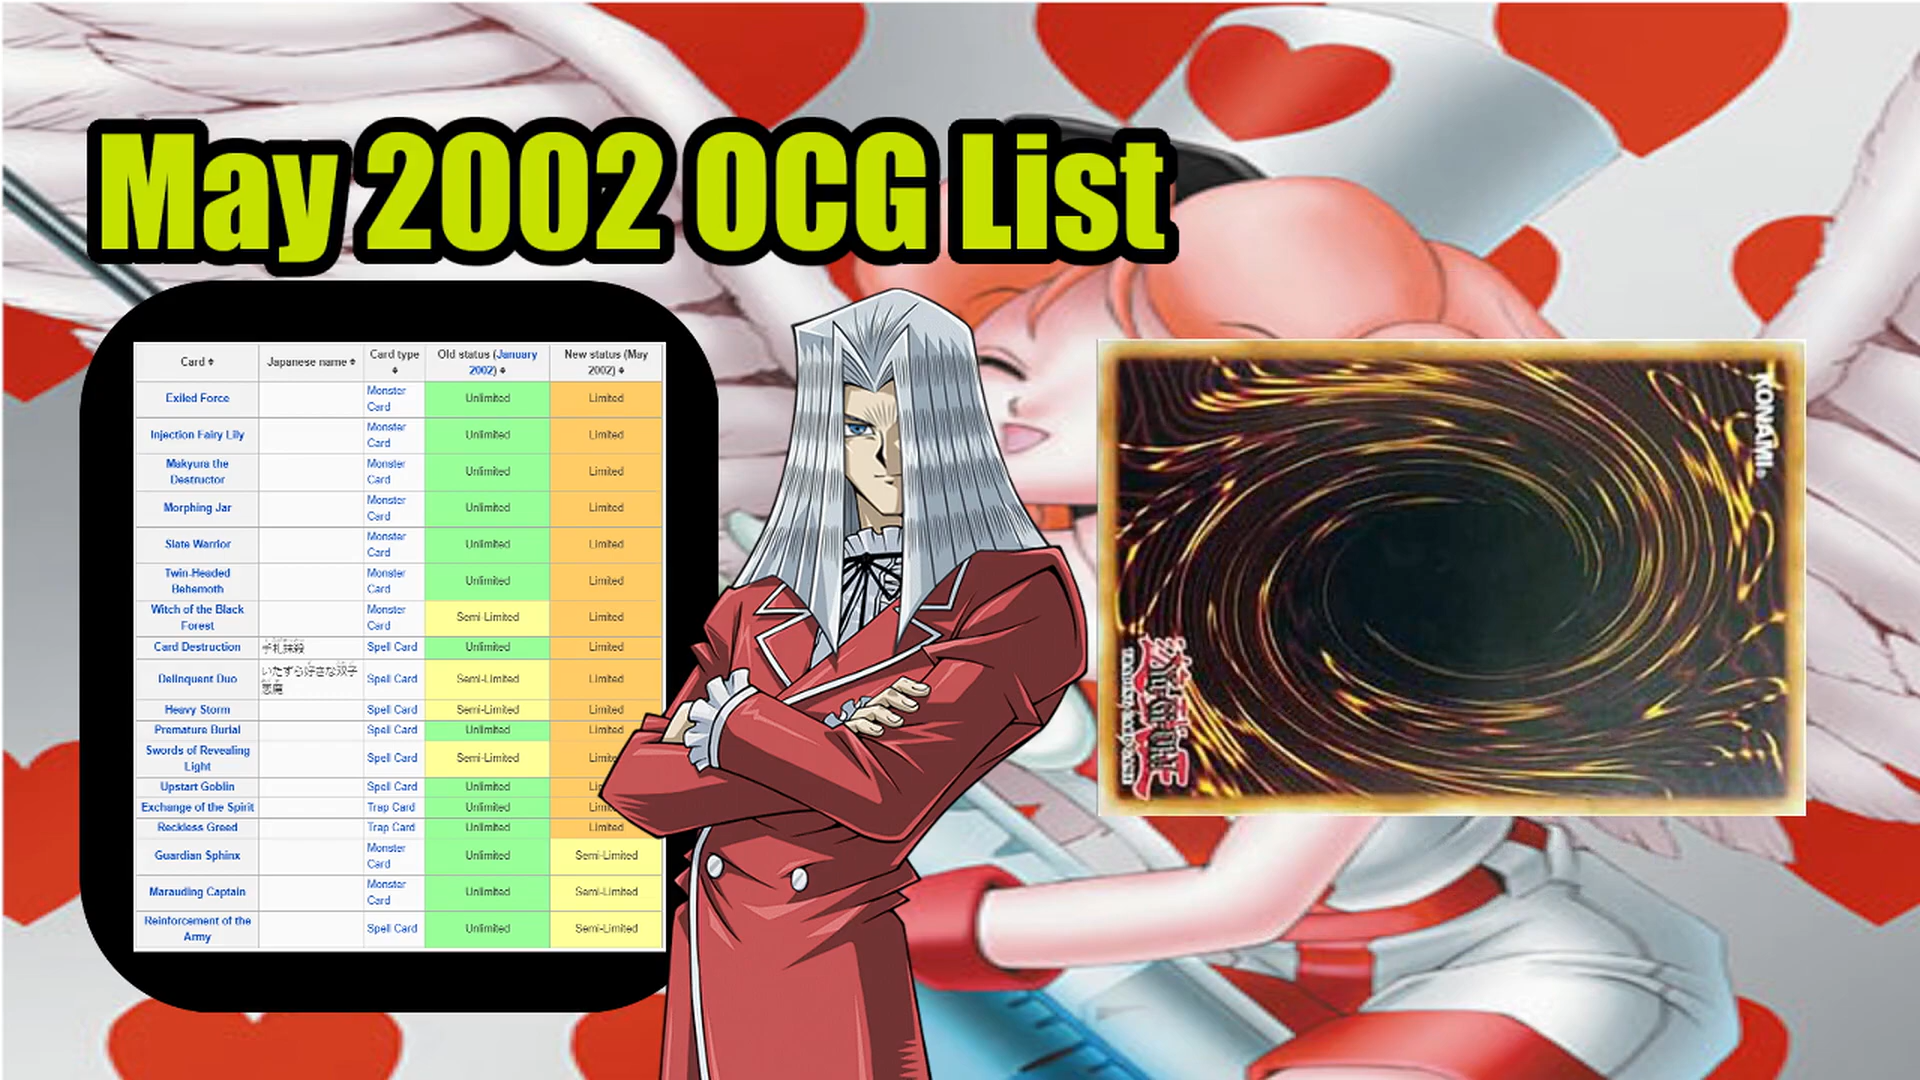 May 2002 OCG List
Card Japanese name Card type Old status (January 2002) New status (May 2002)
Exiled Force Monster Card Unlimited Limited
Injection Fairy Lily Monster Card Unlimited Limited
Makyura the Destructor Monster Card Unlimited Limited
Morphing Jar Monster Card Unlimited Limited
Slate Warrior Monster Card Unlimited Limited
Twin-Headed Behemoth Monster Card Unlimited Limited
Witch of the Black Forest Monster Card Semi-Limited Limited
Card Destruction 手札抹殺 Spell Card Unlimited Limited
Delinquent Duo いたずら好きな双子悪魔 Spell Card Semi-Limited Limited
Heavy Storm Spell Card Semi-Limited Limited
Premature Burial Spell Card Unlimited Limited
Swords of Revealing Light Spell Card Semi-Limited Limite
Upstart Goblin Spell Card Unlimited Li
Exchange of the Spirit Trap Card Unlimited Lim
Reckless Greed Trap Card Unlimited Limited
Guardian Sphinx Monster Card Unlimited Semi-Limited
Marauding Captain Monster Card Unlimited Semi-Limited
Reinforcement of the Army Spell Card Unlimited Semi-Limited
KONAMI
遊戯王